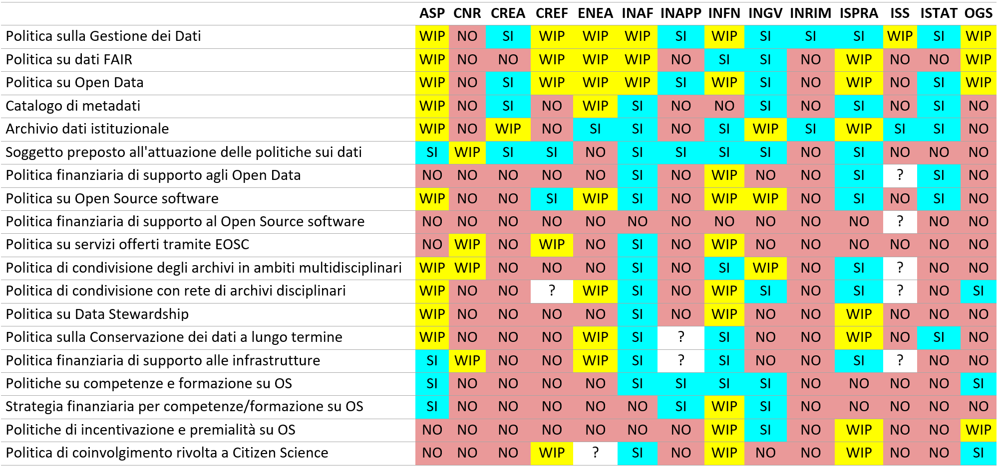 ASP CNR CREA CREF ENEA INAF INAPP INFN INGV INRIM ISPRA ISS ISTAT OGS
Politica sulla Gestione dei Dati WIP NO SI WIP WIP WIP SI WIP SI SI SI WIP SI WIP
Politica su dati FAIR WIP NO NO WIP WIP WIP NO SI SI NO WIP NO NO WIP
Politica su Open Data WIP NO SI WIP WIP WIP SI WIP SI NO WIP NO SI WIP
Catalogo di metadati WIP NO SI NO WIP SI NO NO SI NO SI NO SI NO
Archivio dati istituzionale WIP NO WIP NO SI SI NO SI WIP SI WIP SI SI NO
Soggetto preposto all'attuazione delle politiche sui dati SI WIP SI SI NO SI SI SI SI NO SI NO NO NO
Politica finanziaria di supporto agli Open Data NO NO NO NO NO SI NO WIP NO NO SI ? SI NO
Politica su Open Source software WIP NO NO SI WIP SI NO WIP WIP NO SI NO SI NO
Politica finanziaria di supporto al Open Source software NO NO NO NO NO NO NO NO NO NO NO ? NO NO
Politica su servizi offerti tramite EOSC NO WIP NO WIP NO SI NO WIP NO NO NO NO NO NO
Politica di condivisione degli archivi in ambiti multidisciplinari WIP WIP NO NO NO SI NO SI WIP NO SI ? NO NO
Politica di condivisione con rete di archivi disciplinari WIP NO NO ? WIP SI NO WIP SI NO SI ? NO SI
Politica su Data Stewardship WIP NO NO NO NO SI NO WIP NO NO WIP NO NO NO
Politica sulla Conservazione dei dati a lungo termine WIP NO NO NO WIP SI ? SI NO NO WIP NO SI NO
Politica finanziaria di supporto alle infrastrutture SI WIP NO NO WIP SI ? SI NO NO SI ? NO NO
Politiche su competenze e formazione su OS SI NO NO NO NO SI SI SI SI NO NO NO NO SI
Strategia finanziaria per competenze/formazione su OS SI NO NO NO NO NO SI WIP SI NO NO NO NO NO
Politiche di incentivazione e premialità su OS NO NO NO NO NO NO NO WIP SI NO WIP NO NO WIP
Politica di coinvolgimento rivolta a Citizen Science NO NO NO WIP ? SI NO WIP NO NO WIP NO NO SI